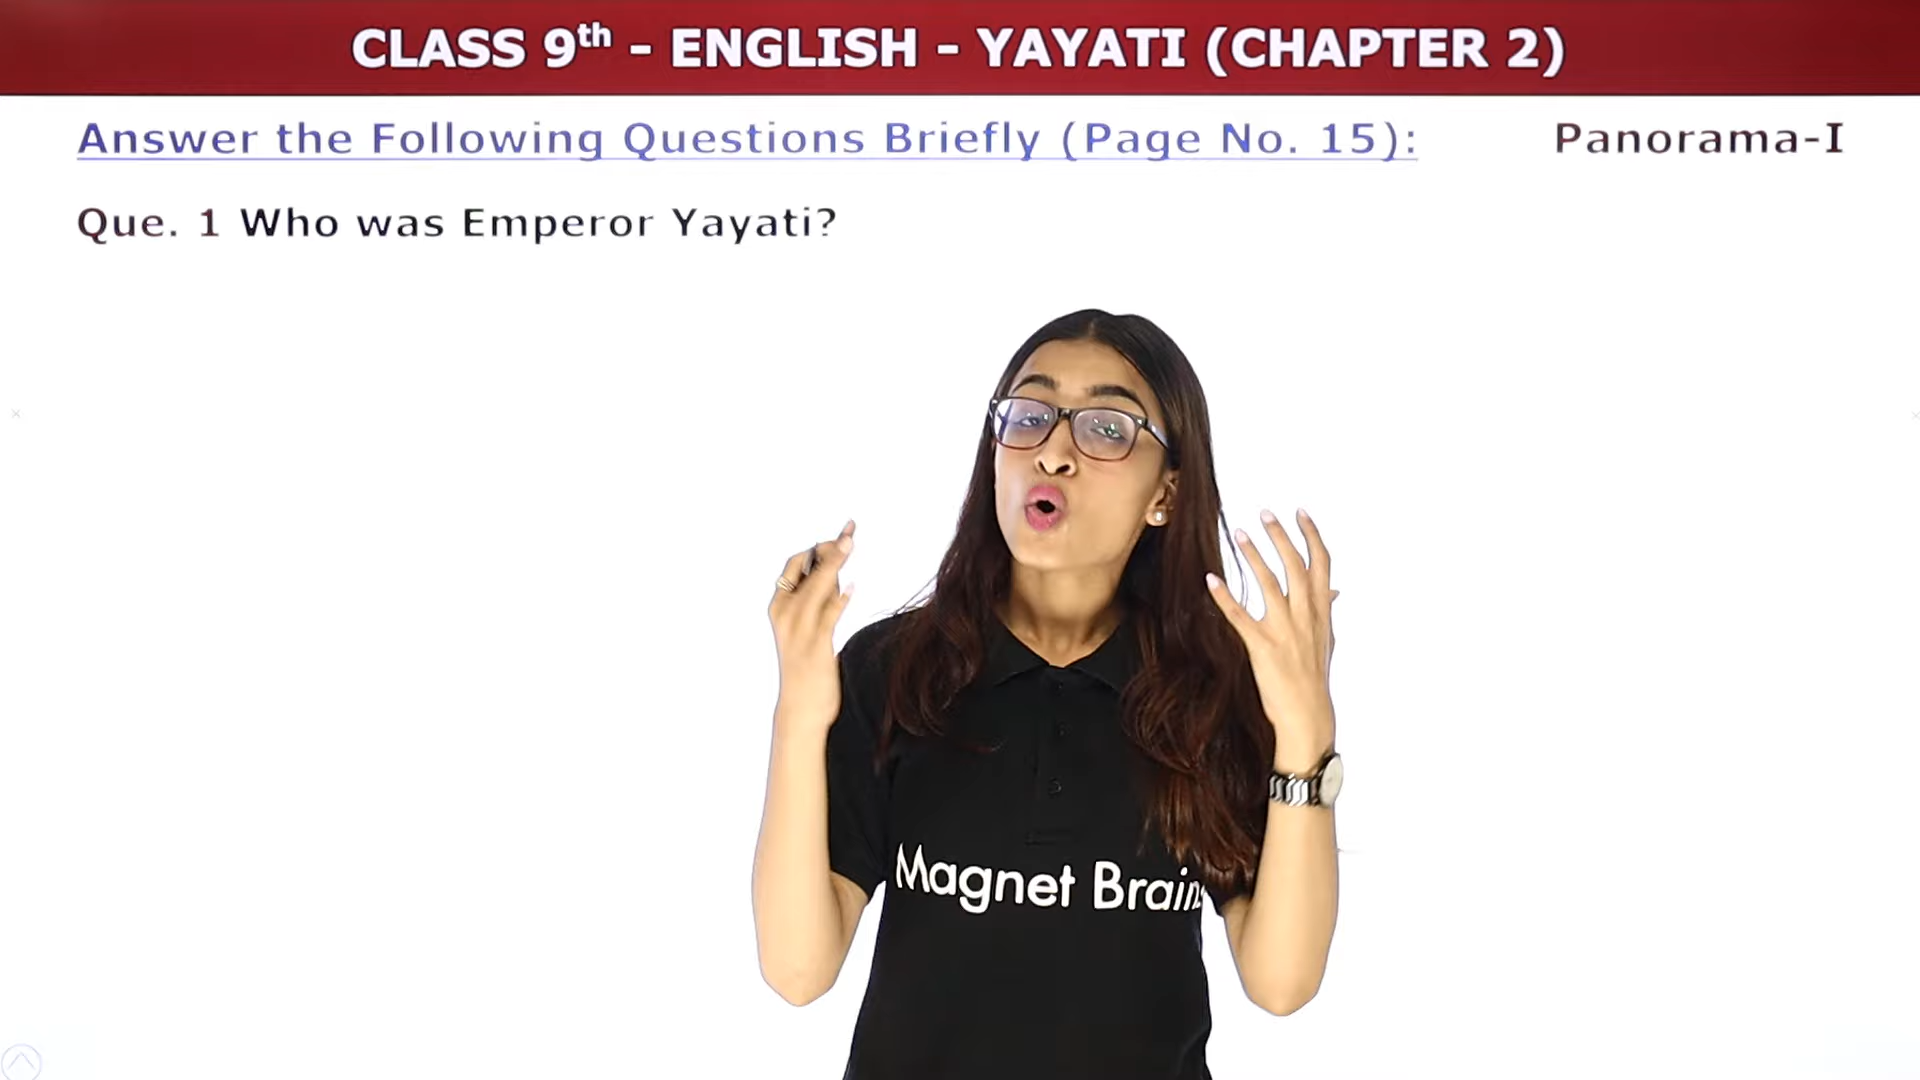 CLASS 9th - ENGLISH - YAYATI (CHAPTER 2)
Answer the Following Questions Briefly (Page No. 15): Panorama-I
Que. 1 Who was Emperor Yayati?
Magnet Brains